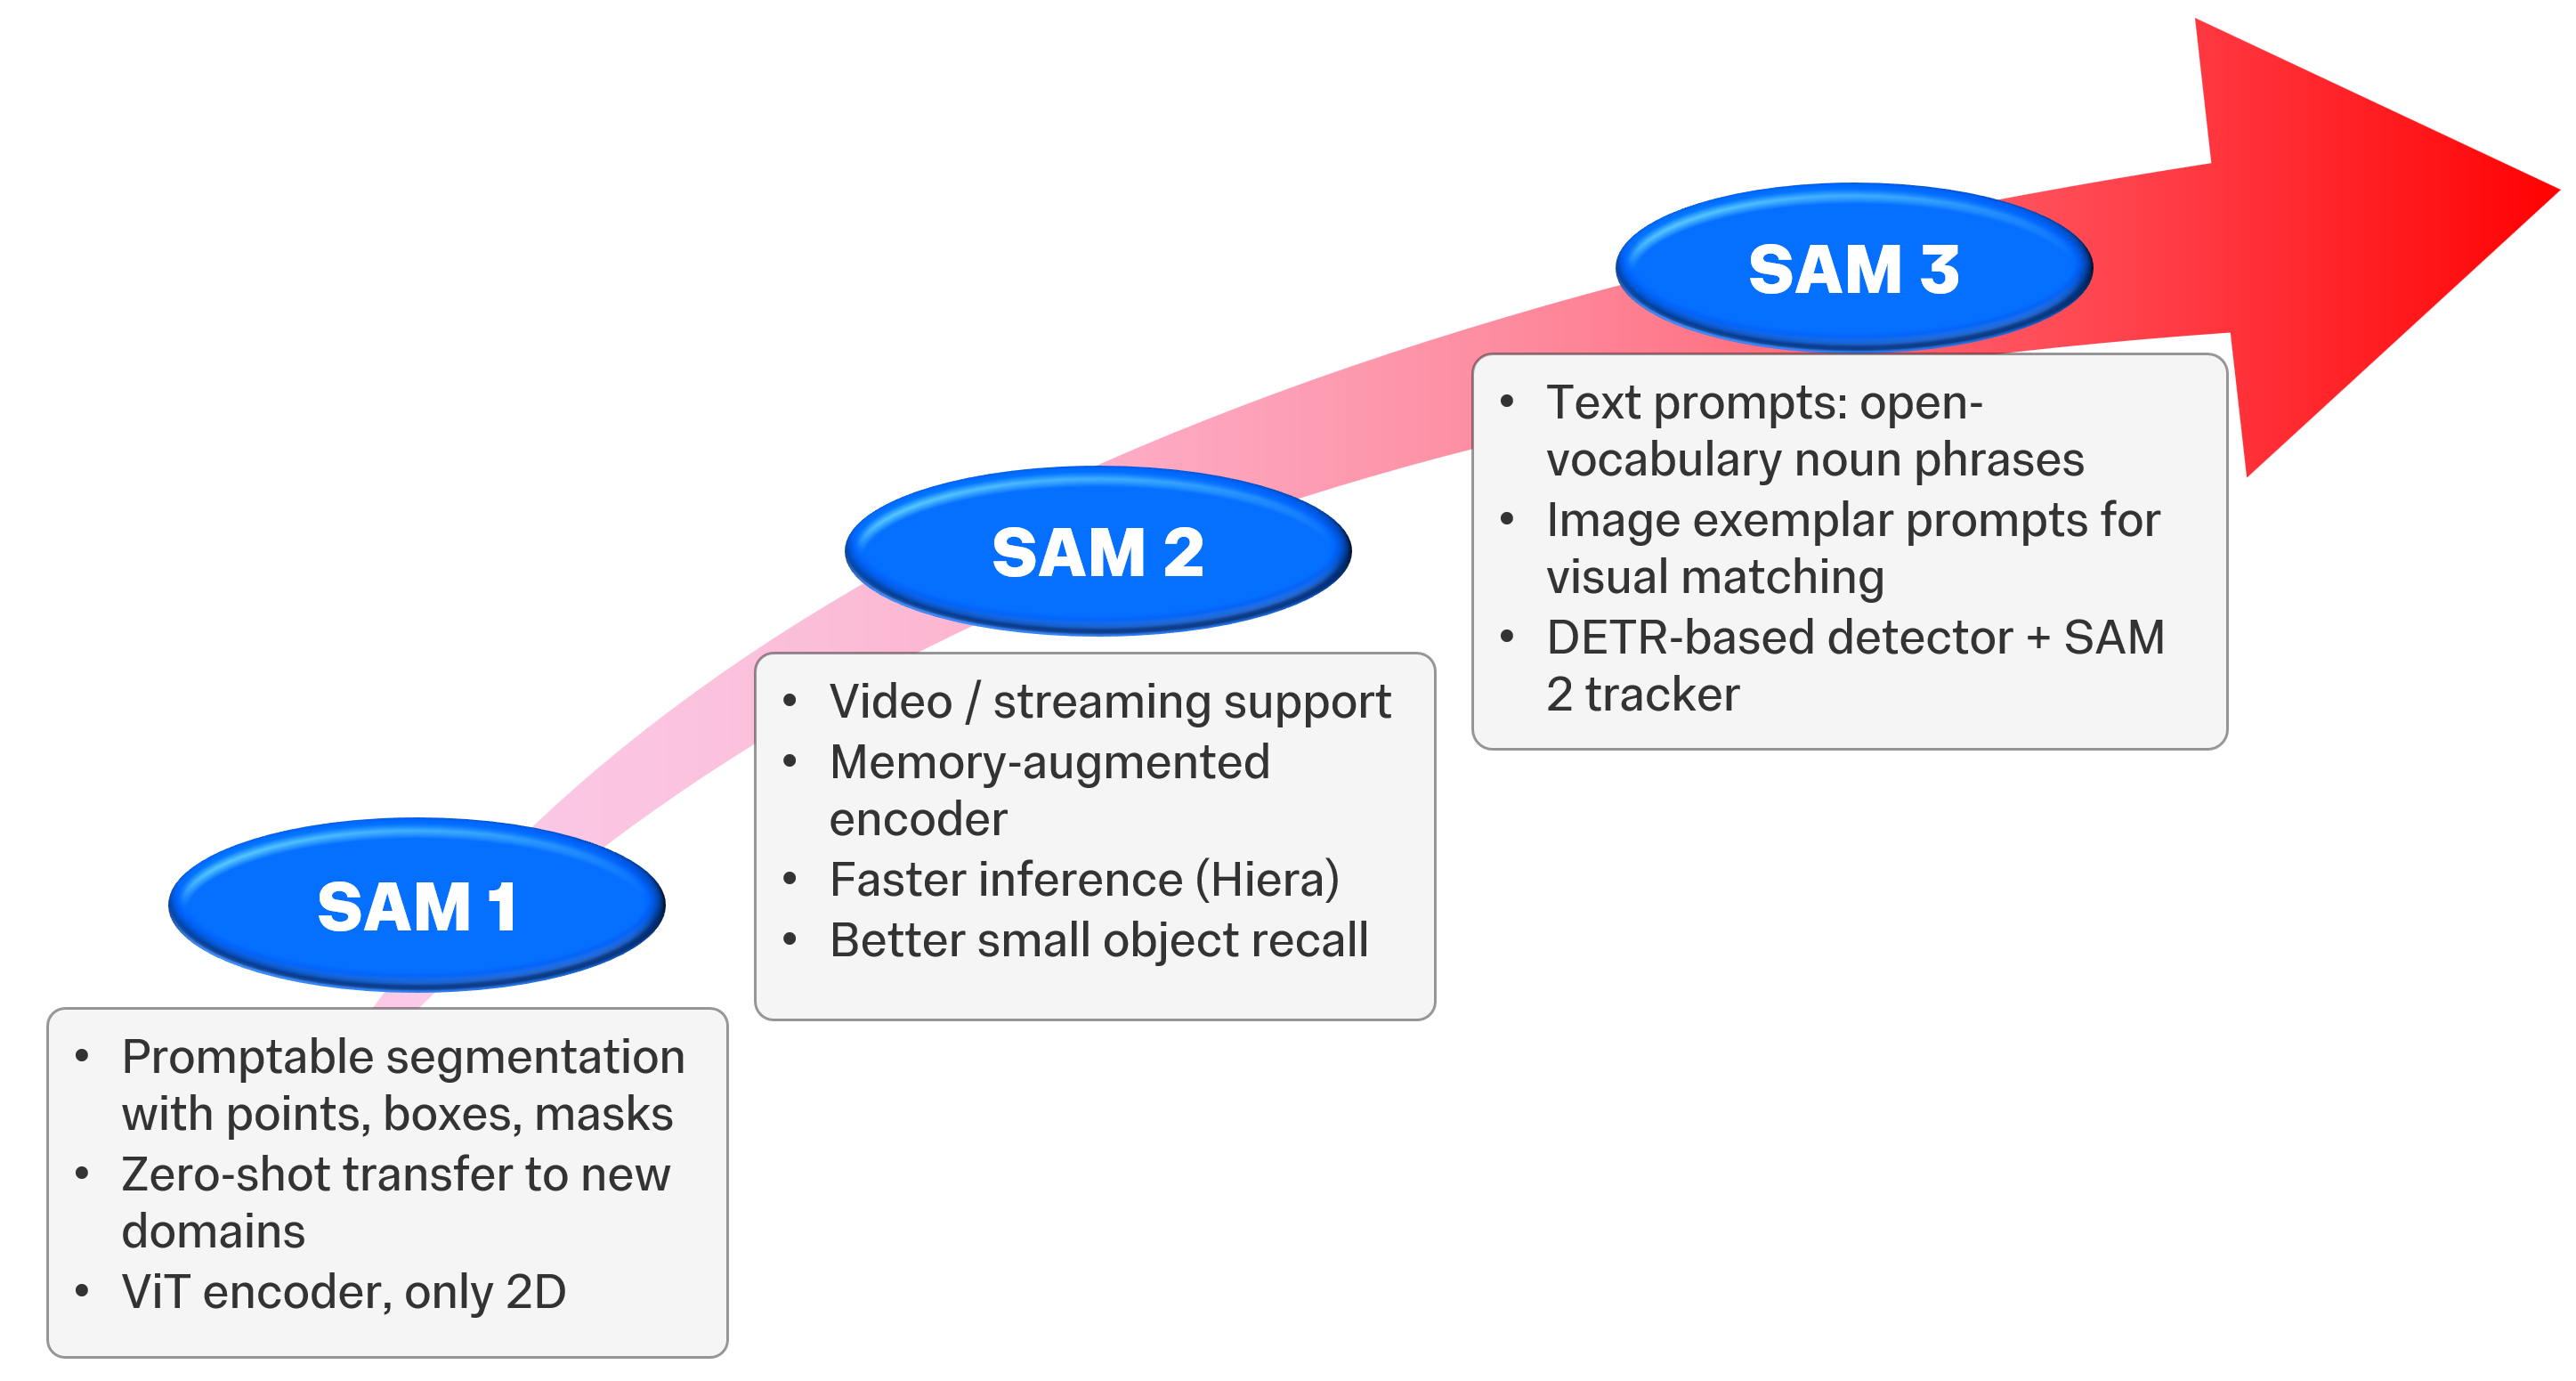 SAM 1
• Promptable segmentation
with points, boxes, masks
• Zero-shot transfer to new
domains
• ViT encoder, only 2D
SAM 2
• Video / streaming support
• Memory-augmented
encoder
• Faster inference (Hiera)
• Better small object recall
SAM 3
• Text prompts: open-
vocabulary noun phrases
• Image exemplar prompts for
visual matching
• DETR-based detector + SAM
2 tracker